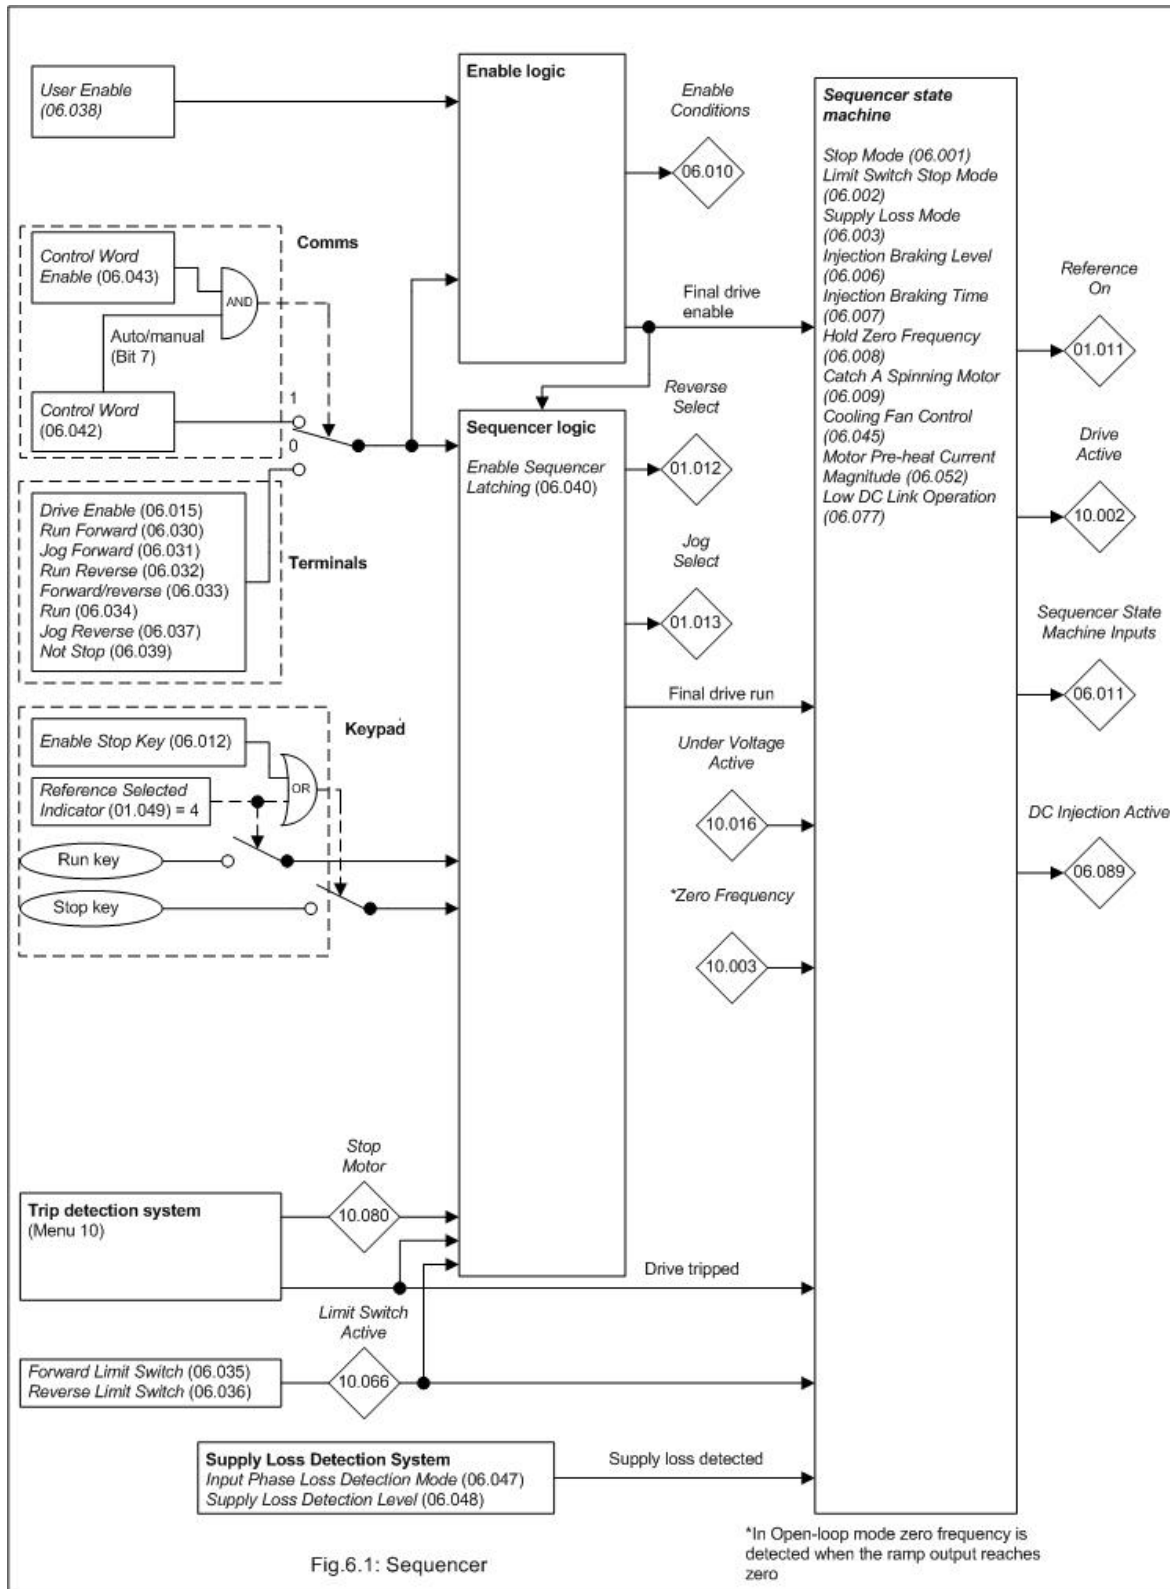 User Enable
(06.038)
Enable logic
Enable
Conditions
06.010
Sequencer state
machine
Stop Mode (06.001)
Limit Switch Stop Mode
(06.002)
Supply Loss Mode
(06.003)
Injection Braking Level
(06.006)
Injection Braking Time
(06.007)
Hold Zero Frequency
(06.008)
Catch A Spinning Motor
(06.009)
Cooling Fan Control
(06.045)
Motor Pre-heat Current
Magnitude (06.052)
Low DC Link Operation
(06.077)
Comms
Control Word
Enable (06.043)
AND
Auto/manual
(Bit 7)
Control Word
(06.042)
1
0
Final drive
enable
Reference
On
01.011
Reverse
Select
01.012
Sequencer logic
Enable Sequencer
Latching (06.040)
Drive
Active
10.002
Terminals
Drive Enable (06.015)
Run Forward (06.030)
Jog Forward (06.031)
Run Reverse (06.032)
Forward/reverse (06.033)
Run (06.034)
Jog Reverse (06.037)
Not Stop (06.039)
Jog
Select
01.013
Sequencer State
Machine Inputs
06.011
Final drive run
Keypad
Enable Stop Key (06.012)
Reference Selected
Indicator (01.049) = 4
OR
Run key
Stop key
Under Voltage
Active
10.016
DC Injection Active
06.089
*Zero Frequency
10.003
Stop
Motor
10.080
Trip detection system
(Menu 10)
Drive tripped
Limit Switch
Active
10.066
Forward Limit Switch (06.035)
Reverse Limit Switch (06.036)
Supply Loss Detection System
Input Phase Loss Detection Mode (06.047)
Supply Loss Detection Level (06.048)
Supply loss detected
*In Open-loop mode zero frequency is
detected when the ramp output reaches
zero
Fig.6.1: Sequencer